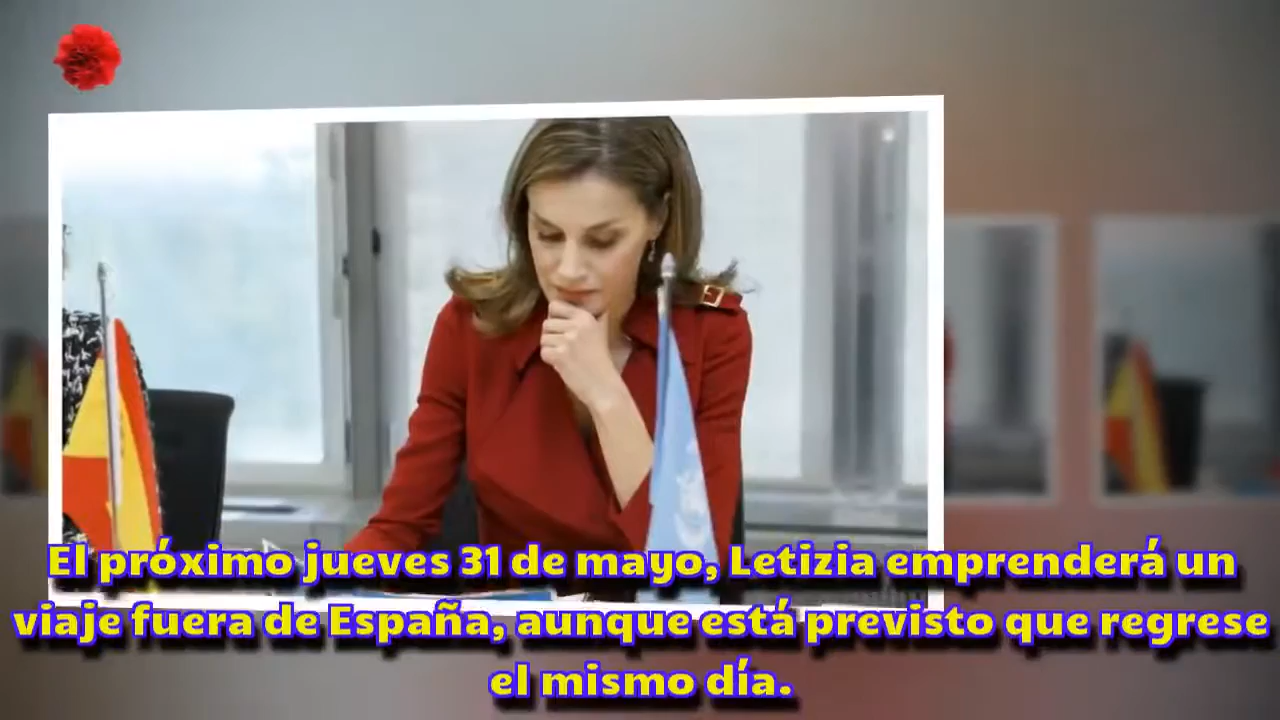 El próximo jueves 31 de mayo, Letizia emprenderá un
viaje fuera de España, aunque está previsto que regrese
el mismo día.